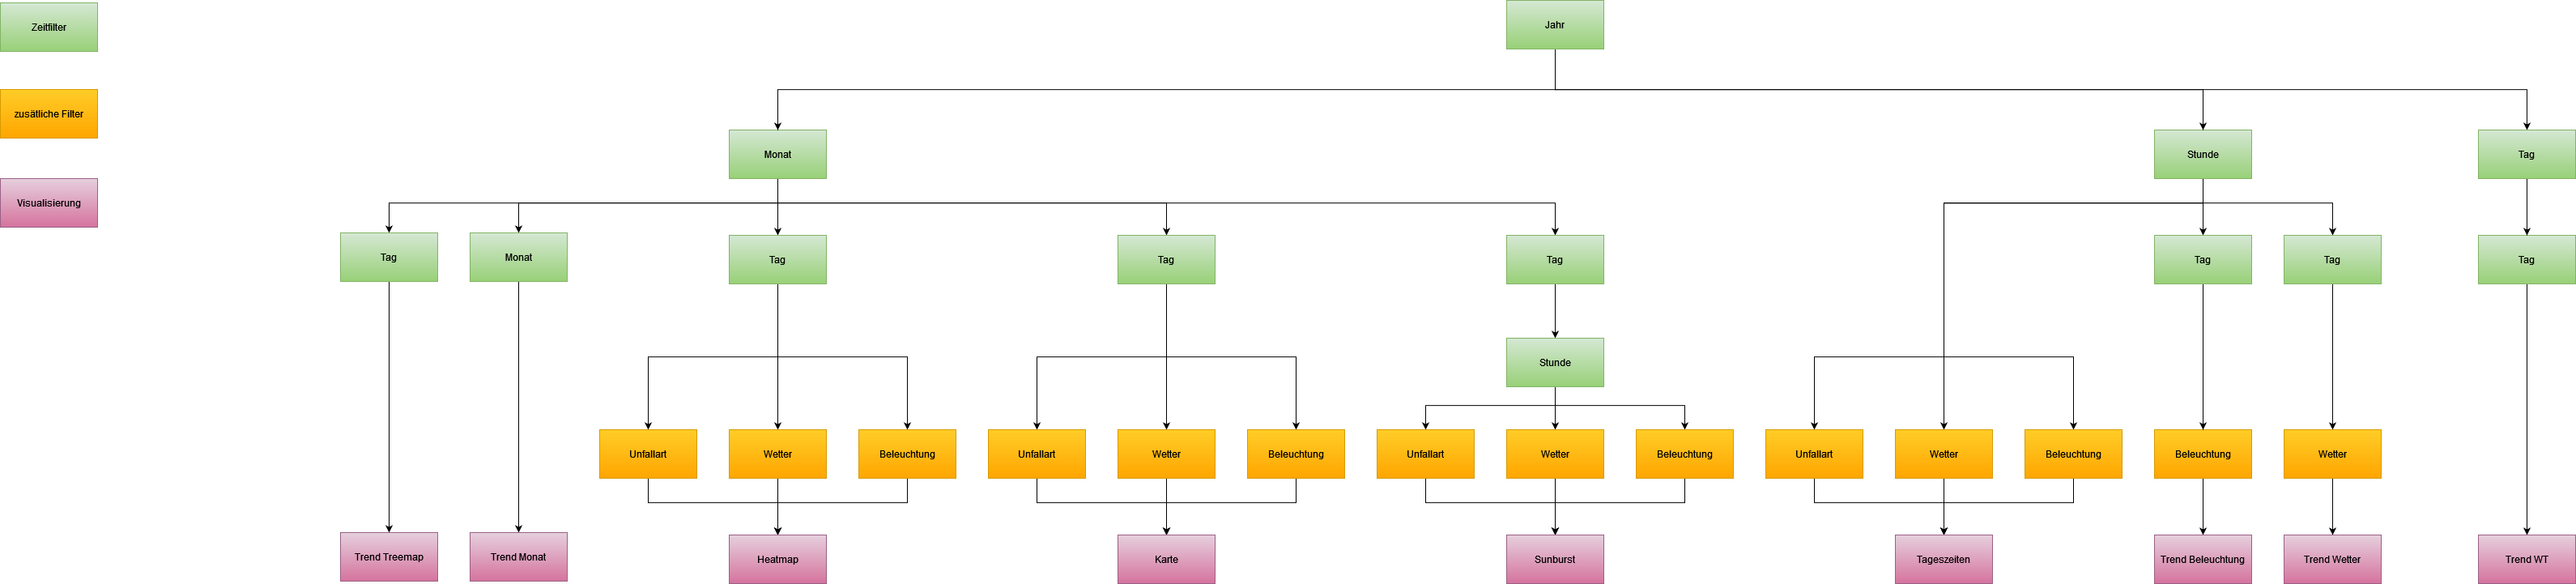 Zeitfilter
Jahr
zusätliche Filter
Monat
Stunde
Tag
Visualisierung
Tag
Monat
Tag
Tag
Tag
Tag
Tag
Tag
Stunde
Unfallart
Wetter
Beleuchtung
Unfallart
Wetter
Beleuchtung
Unfallart
Wetter
Beleuchtung
Unfallart
Wetter
Beleuchtung
Beleuchtung
Wetter
Trend Treemap
Trend Monat
Heatmap
Karte
Sunburst
Tageszeiten
Trend Beleuchtung
Trend Wetter
Trend WT